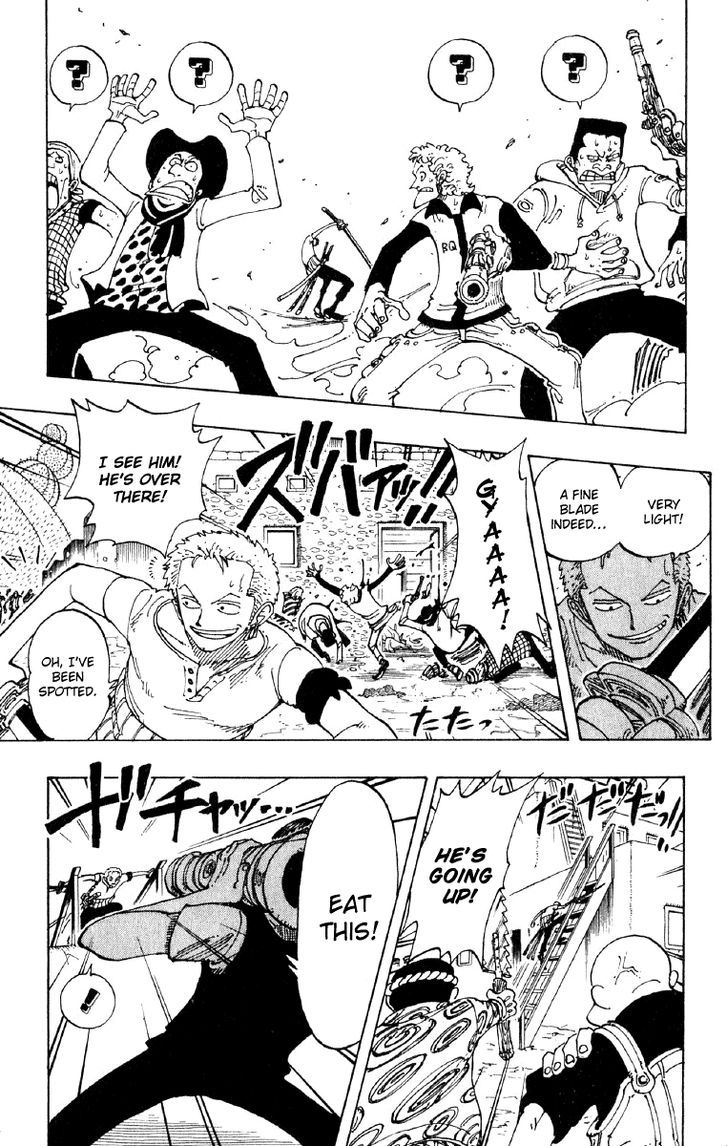 ?
?
?
?
BQ
VERY
LIGHT!
A FINE
BLADE
INDEED...
GYAAAA!
ズバァッ!!
I SEE HIM!
HE'S OVER
THERE!
OH, I'VE
BEEN
SPOTTED.
たたっ
だだだっ
HE'S
GOING
UP!
EAT
THIS!
ガチャッ…
!